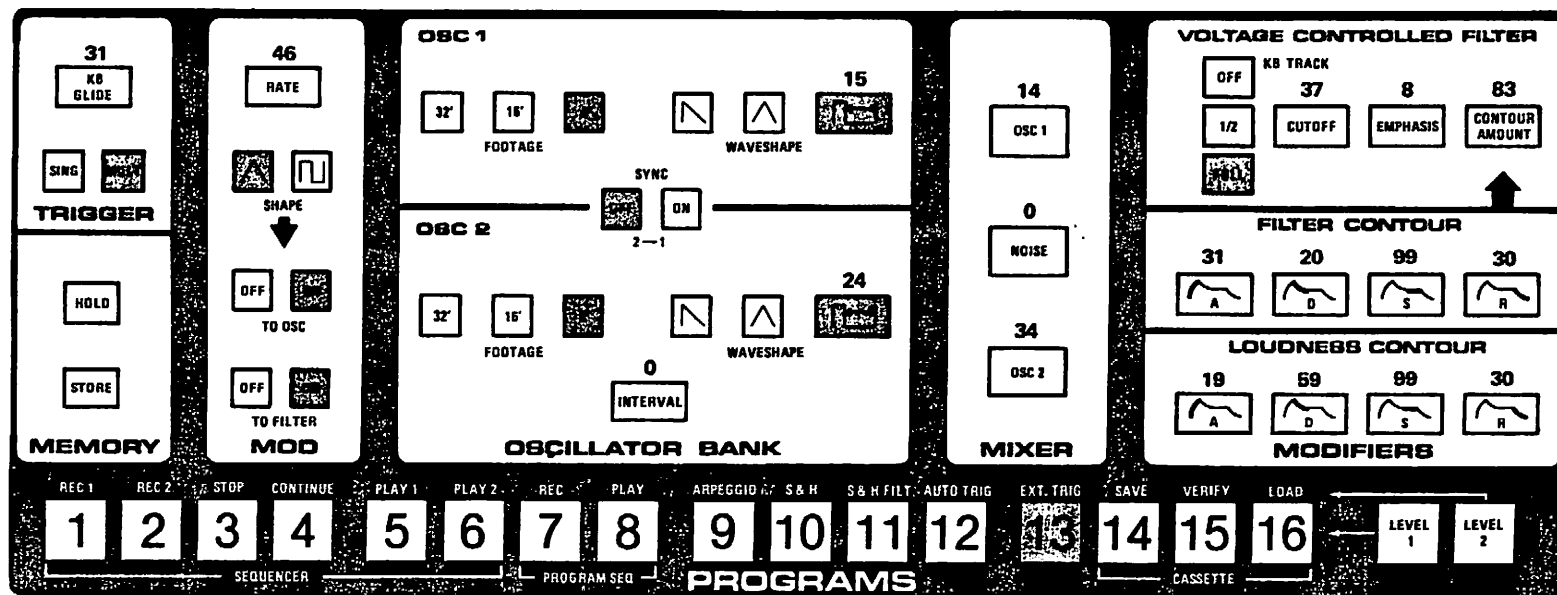 31
KB GLIDE
SING
TRIGGER
HOLD
STORE
MEMORY
46
RATE
SHAPE
OFF
TO OSC
OFF
TO FILTER
MOD
OSC 1
15
32'
16'
FOOTAGE
WAVESHAPE
SYNC
ON
2—1
OSC 2
24
32'
16'
FOOTAGE
WAVESHAPE
0
INTERVAL
OSCILLATOR BANK
14
OSC 1
0
NOISE
34
OSC 2
MIXER
VOLTAGE CONTROLLED FILTER
OFF
KB TRACK
1/2
FULL
37
CUTOFF
8
EMPHASIS
83
CONTOUR AMOUNT
FILTER CONTOUR
31 20 99 30
A D S R
LOUDNESS CONTOUR
19 59 99 30
A D S R
MODIFIERS
REC 1 REC 2 STOP CONTINUE PLAY 1 PLAY 2 REC PLAY ARPEGGIO S & H S & H FILT AUTO TRIG EXT. TRIG SAVE VERIFY LOAD
1 2 3 4 5 6 7 8 9 10 11 12 13 14 15 16
LEVEL 1
LEVEL 2
SEQUENCER PROGRAM SEQ PROGRAMS CASSETTE